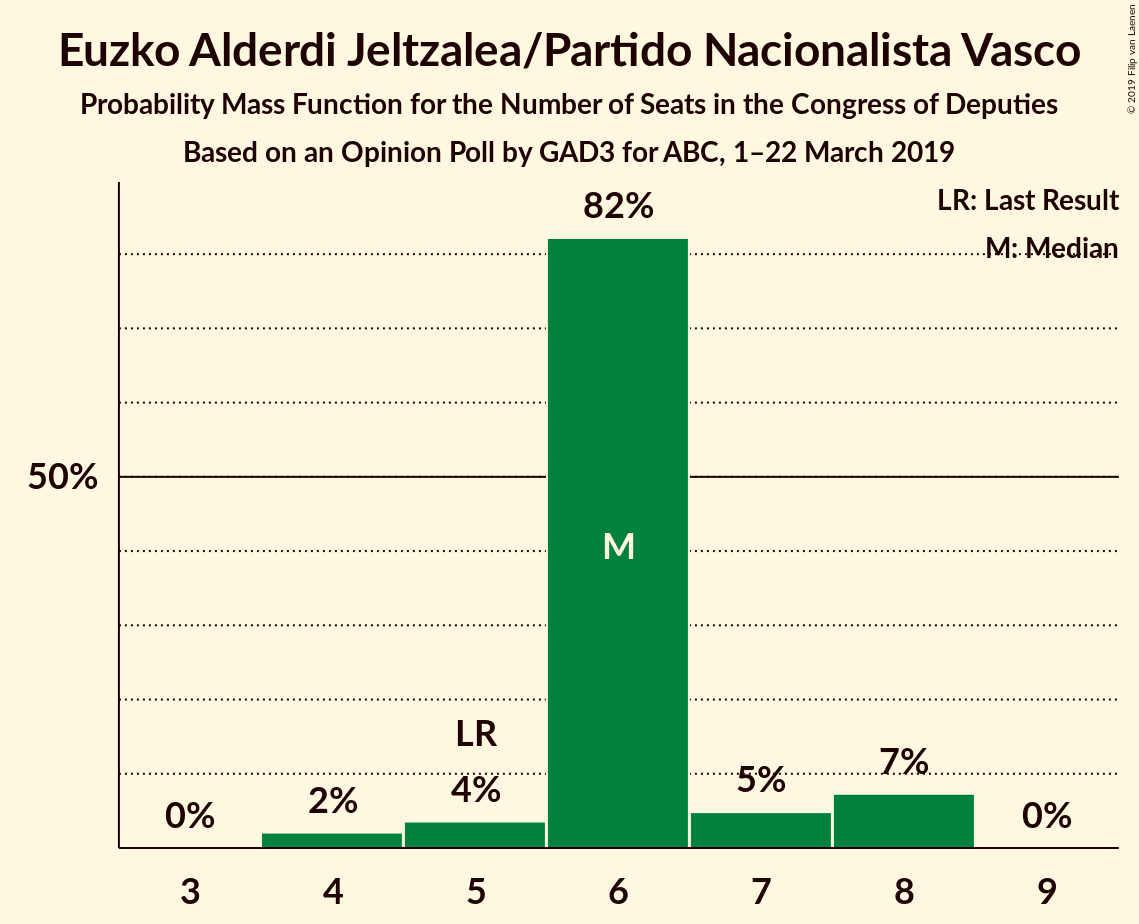 Euzko Alderdi Jeltzalea/Partido Nacionalista Vasco
Probability Mass Function for the Number of Seats in the Congress of Deputies
Based on an Opinion Poll by GAD3 for ABC, 1–22 March 2019
© 2019 Filip van Laenen
LR: Last Result
M: Median
82%
50%
M
LR
0%
2%
4%
5%
7%
0%
3
4
5
6
7
8
9